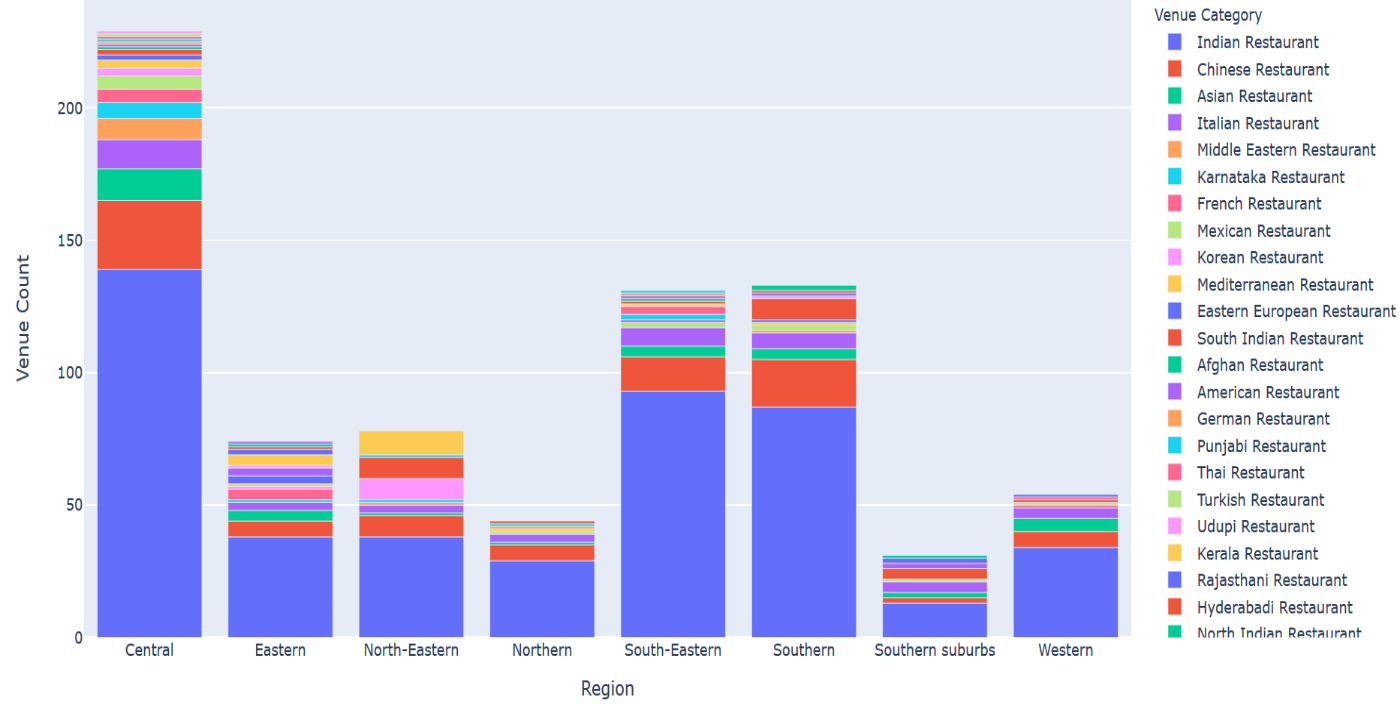 Venue Category
Indian Restaurant
Chinese Restaurant
Asian Restaurant
Italian Restaurant
Middle Eastern Restaurant
Karnataka Restaurant
French Restaurant
Mexican Restaurant
Korean Restaurant
Mediterranean Restaurant
Eastern European Restaurant
South Indian Restaurant
Afghan Restaurant
American Restaurant
German Restaurant
Punjabi Restaurant
Thai Restaurant
Turkish Restaurant
Udupi Restaurant
Kerala Restaurant
Rajasthani Restaurant
Hyderabadi Restaurant
North Indian Restaurant
Venue Count
200
150
100
50
0
Central Eastern North-Eastern Northern South-Eastern Southern Southern suburbs Western
Region